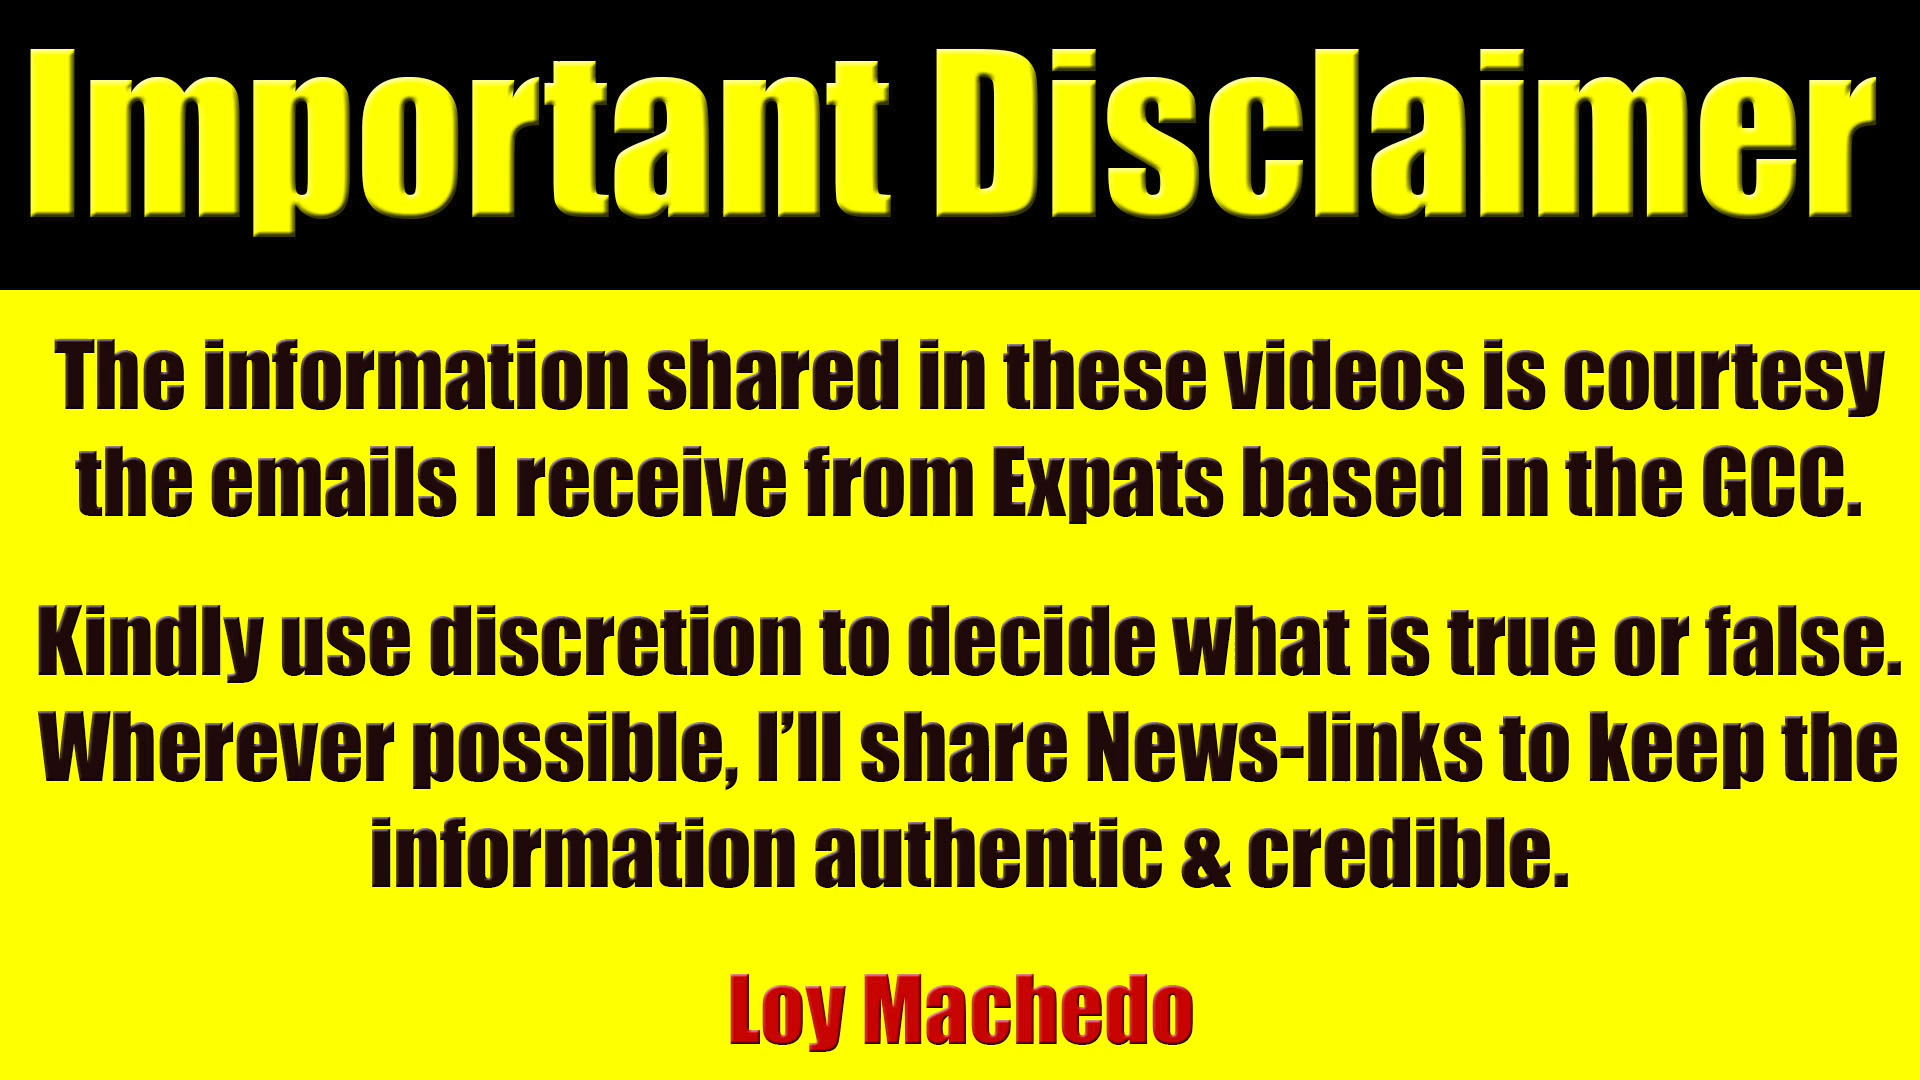 Important Disclaimer
The information shared in these videos is courtesy
the emails I receive from Expats based in the GCC.
Kindly use discretion to decide what is true or false.
Wherever possible, I’ll share News-links to keep the
information authentic & credible.
Loy Machedo